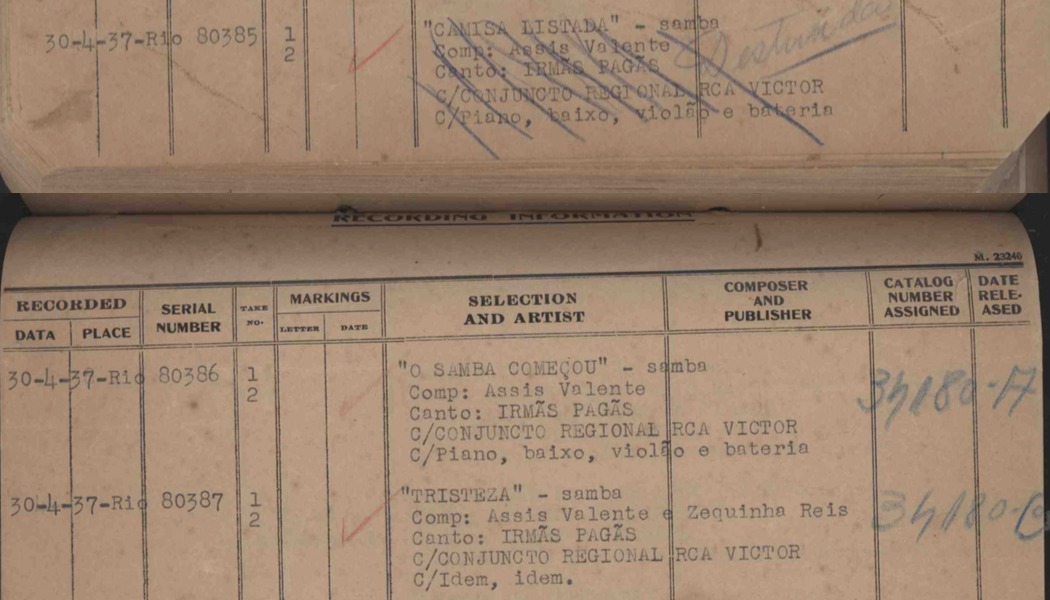 30-4-37-Rio 80385 1 "CAMISA LISTADA" - samba Destruida
2 Comp: Assis Valente
Canto: IRMÃS PAGÃS
C/CONJUNCTO REGIONAL RCA VICTOR
C/Piano, baixo, violão e bateria
RECORDING INFORMATION
M. 23240
RECORDED SERIAL NUMBER TAKE NO. MARKINGS SELECTION AND ARTIST COMPOSER AND PUBLISHER CATALOG NUMBER ASSIGNED DATE RELE-ASED
DATA PLACE LETTER DATE
30-4-37-Rio 80386 1 "O SAMBA COMEÇOU" - samba
2 Comp: Assis Valente 34180-A
Canto: IRMÃS PAGÃS
C/CONJUNCTO REGIONAL RCA VICTOR
C/Piano, baixo, violão e bateria
30-4-37-Rio 80387 1 "TRISTEZA" - samba
2 Comp: Assis Valente e Zequinha Reis 34180-
Canto: IRMÃS PAGÃS
C/CONJUNCTO REGIONAL RCA VICTOR
C/Idem, idem.